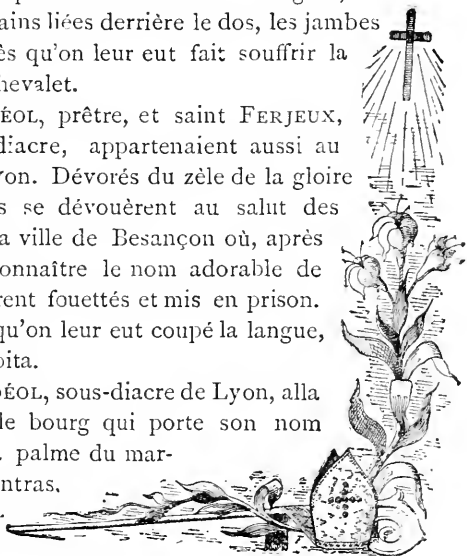 ains liées derrière le dos, les jambes
ès qu'on leur eut fait souffrir la
hevalet.
ÉOL, prêtre, et saint FERJEUX,
diacre, appartenaient aussi au
yon. Dévorés du zèle de la gloire
s se dévouèrent au salut des
a ville de Besançon où, après
onnaître le nom adorable de
rent fouettés et mis en prison.
qu'on leur eut coupé la langue,
pita.
ÉOL, sous-diacre de Lyon, alla
le bourg qui porte son nom
palme du mar-
ntras.